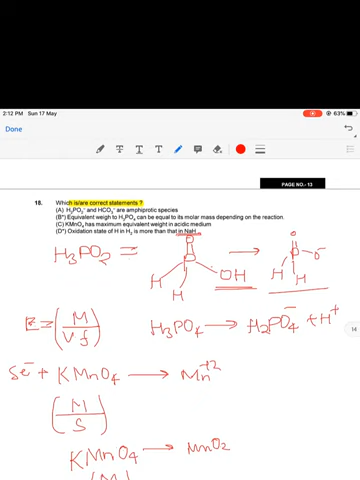 2:12 PM Sun 17 May
53%
Done
PAGE NO.- 13
18. Which is/are correct statements ?
(A) H₂PO₂⁻ and HCO₃⁻ are amphiprotic species
(B*) Equivalent weigh to H₃PO₄ can be equal to its molar mass depending on the reaction.
(C) KMnO₄ has maximum equivalent weight in acidic medium
(D*) Oxidation state of H in H₂ is more than that in NaH
H₃PO₂ =
O
P
H
H
OH
→
O
P
O⁻
H
H
E = (M/Vf)
H₃PO₄ → H₂PO₄⁻ + H⁺
14
5e⁻ + KMnO₄ → Mn⁺²
(M/5)
KMnO₄ → MnO₂
(M)